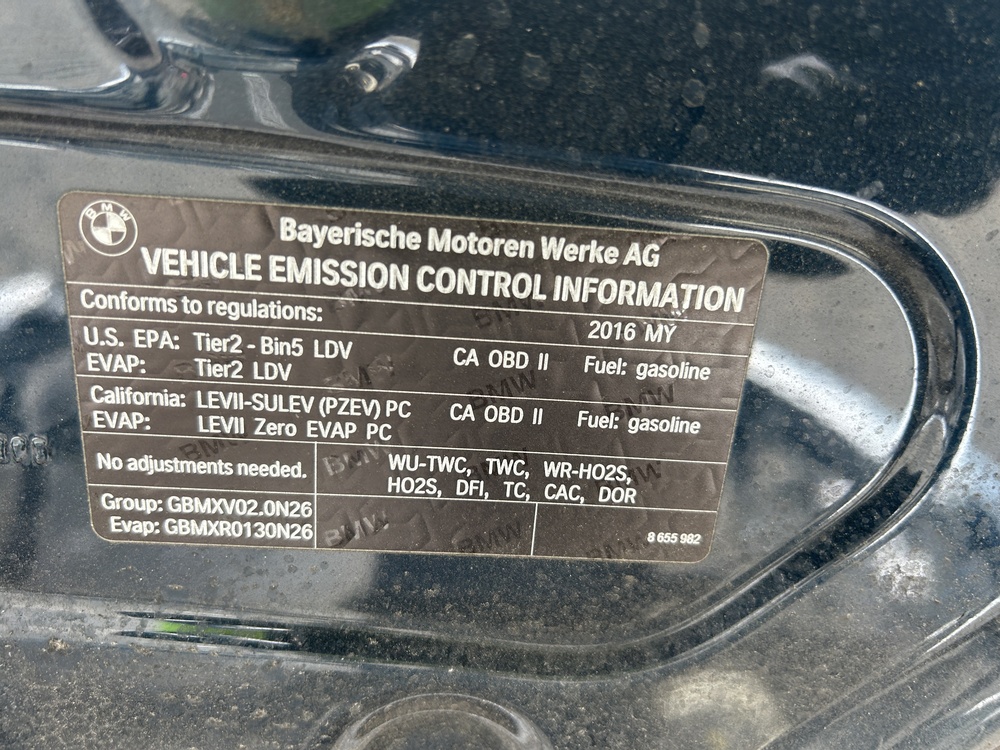 BMW
Bayerische Motoren Werke AG
VEHICLE EMISSION CONTROL INFORMATION
Conforms to regulations: 2016 MY
U.S. EPA: Tier2 - Bin5 LDV CA OBD II Fuel: gasoline
EVAP: Tier2 LDV
California: LEVII-SULEV (PZEV) PC CA OBD II Fuel: gasoline
EVAP: LEVII Zero EVAP PC
No adjustments needed.
WU-TWC, TWC, WR-HO2S,
HO2S, DFI, TC, CAC, DOR
Group: GBMXV02.0N26
Evap: GBMXR0130N26
8 655 982